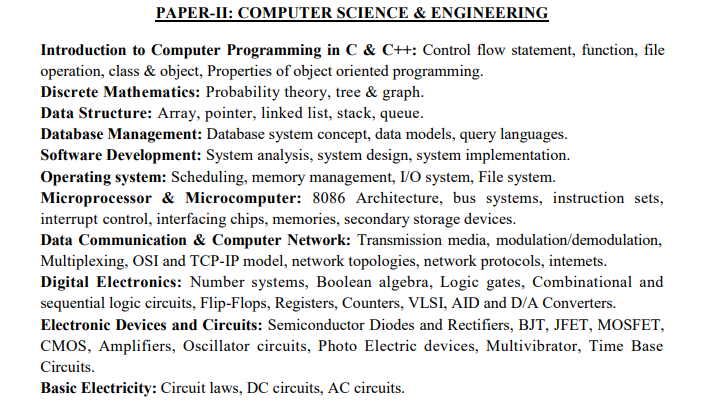 PAPER-II: COMPUTER SCIENCE & ENGINEERING
Introduction to Computer Programming in C & C++: Control flow statement, function, file
operation, class & object, Properties of object oriented programming.
Discrete Mathematics: Probability theory, tree & graph.
Data Structure: Array, pointer, linked list, stack, queue.
Database Management: Database system concept, data models, query languages.
Software Development: System analysis, system design, system implementation.
Operating system: Scheduling, memory management, I/O system, File system.
Microprocessor & Microcomputer: 8086 Architecture, bus systems, instruction sets,
interrupt control, interfacing chips, memories, secondary storage devices.
Data Communication & Computer Network: Transmission media, modulation/demodulation,
Multiplexing, OSI and TCP-IP model, network topologies, network protocols, intemets.
Digital Electronics: Number systems, Boolean algebra, Logic gates, Combinational and
sequential logic circuits, Flip-Flops, Registers, Counters, VLSI, AID and D/A Converters.
Electronic Devices and Circuits: Semiconductor Diodes and Rectifiers, BJT, JFET, MOSFET,
CMOS, Amplifiers, Oscillator circuits, Photo Electric devices, Multivibrator, Time Base
Circuits.
Basic Electricity: Circuit laws, DC circuits, AC circuits.